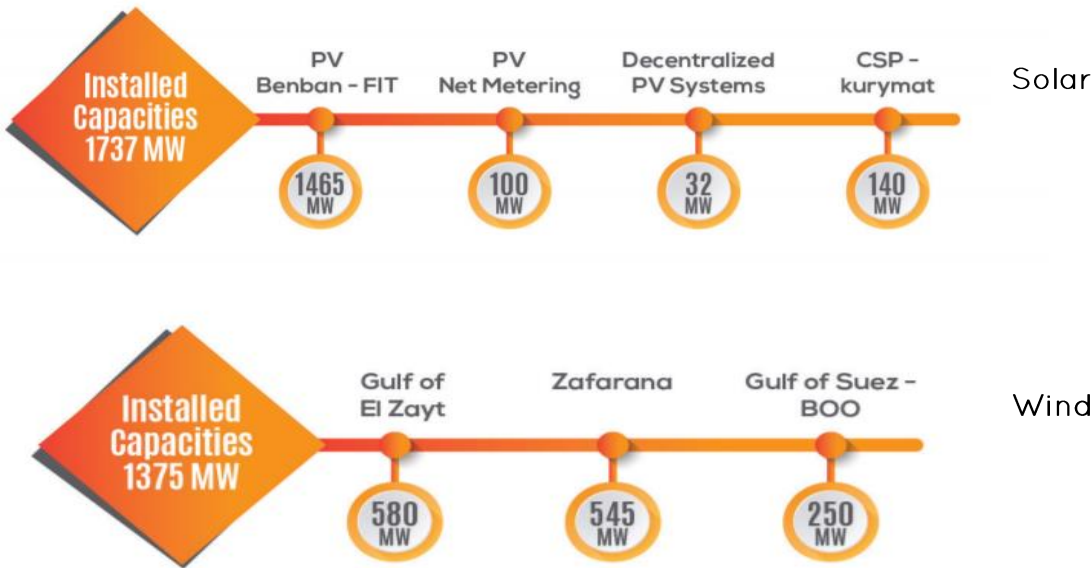 Installed
Capacities
1737 MW
PV
Benban - FIT
PV
Net Metering
Decentralized
PV Systems
CSP -
kurymat
Solar
1465
MW
100
MW
32
MW
140
MW
Installed
Capacities
1375 MW
Gulf of
El Zayt
Zafarana
Gulf of Suez -
BOO
Wind
580
MW
545
MW
250
MW